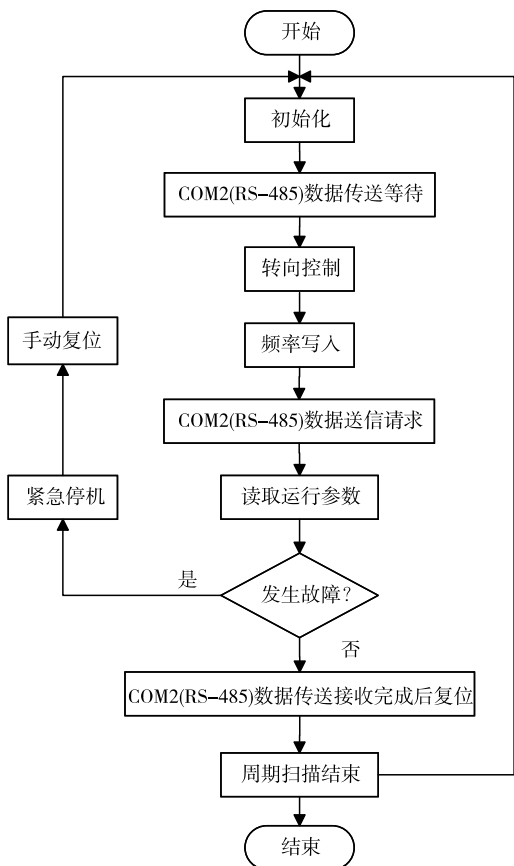 开始
初始化
COM2(RS-485)数据传送等待
转向控制
手动复位
频率写入
COM2(RS-485)数据送信请求
紧急停机
读取运行参数
是
发生故障?
否
COM2(RS-485)数据传送接收完成后复位
周期扫描结束
结束